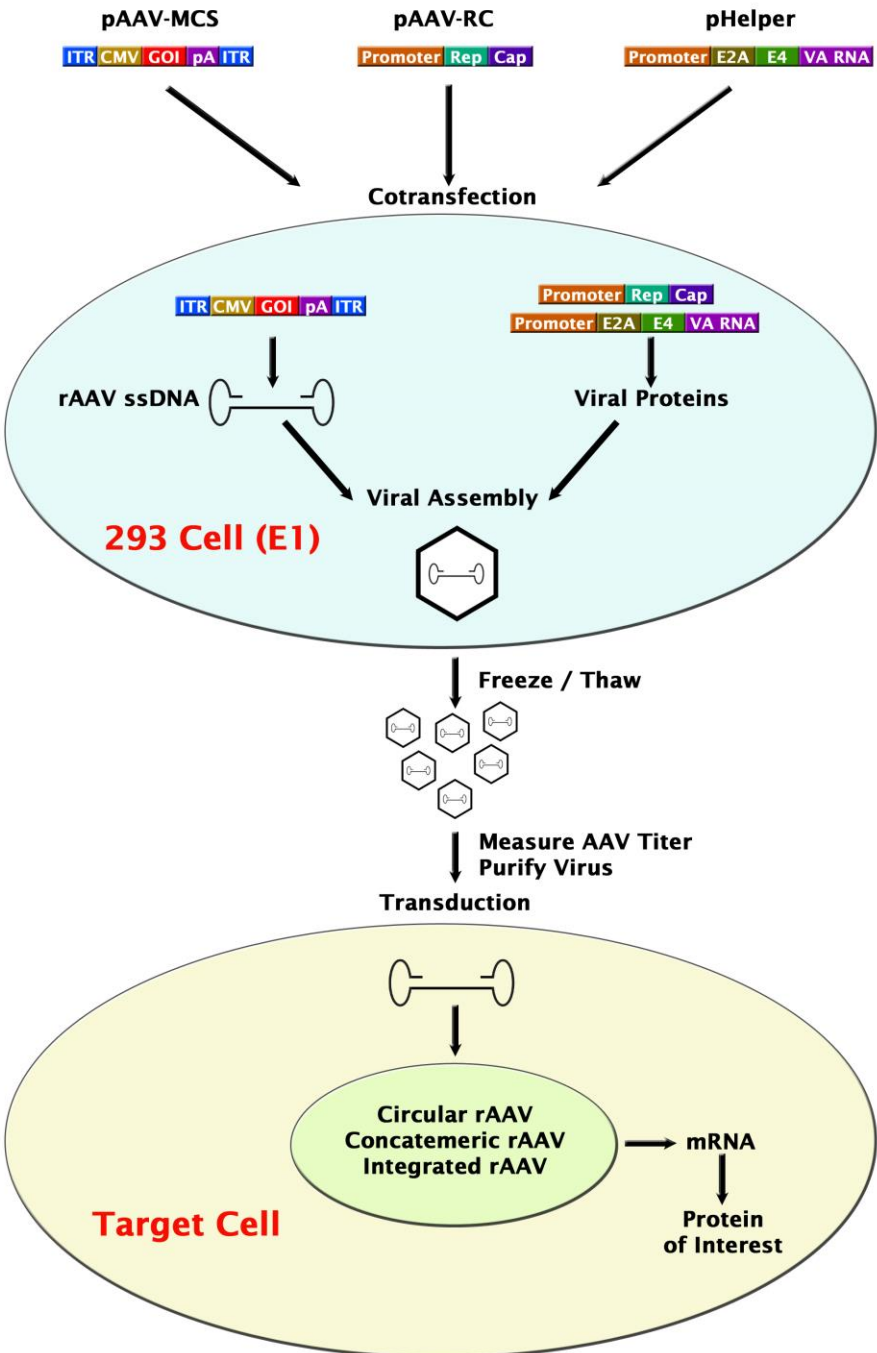 pAAV-MCS
pAAV-RC
pHelper
ITR CMV GOI pA ITR
Promoter Rep Cap
Promoter E2A E4 VA RNA
Cotransfection
ITR CMV GOI pA ITR
Promoter Rep Cap
Promoter E2A E4 VA RNA
rAAV ssDNA
Viral Proteins
Viral Assembly
293 Cell (E1)
Freeze / Thaw
Measure AAV Titer
Purify Virus
Transduction
Circular rAAV
Concatemeric rAAV
Integrated rAAV
mRNA
Protein
of Interest
Target Cell